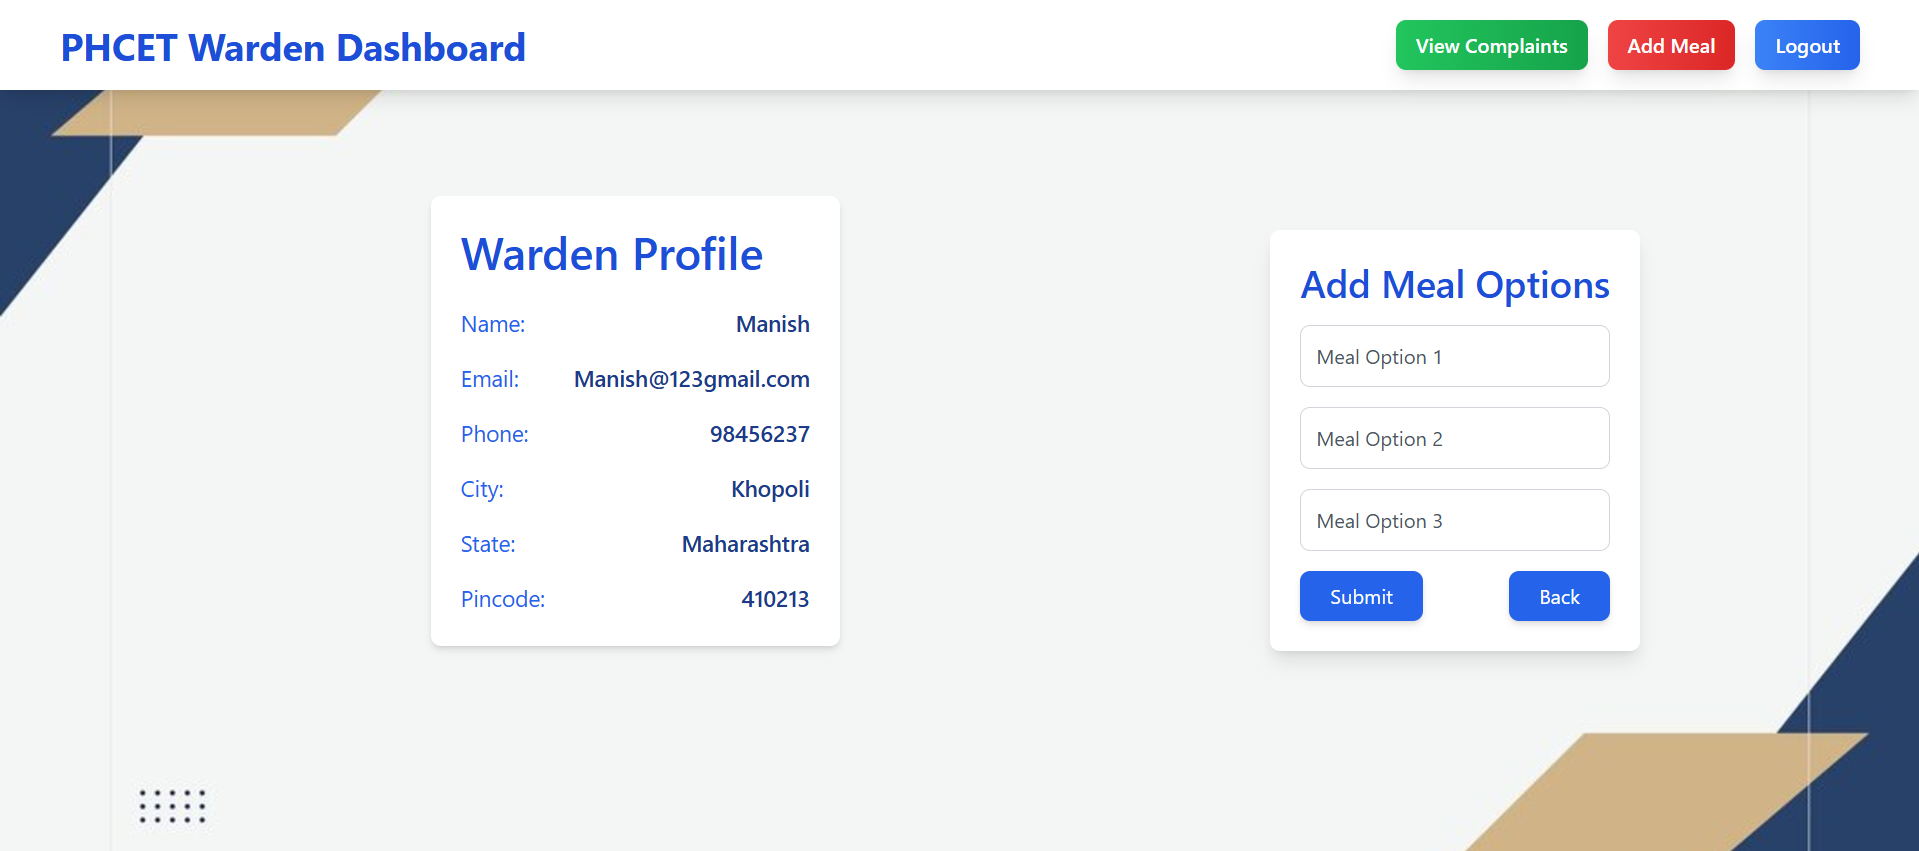 PHCET Warden Dashboard
View Complaints
Add Meal
Logout
Warden Profile
Name: Manish
Email: Manish@123gmail.com
Phone: 98456237
City: Khopoli
State: Maharashtra
Pincode: 410213
Add Meal Options
Meal Option 1
Meal Option 2
Meal Option 3
Submit
Back